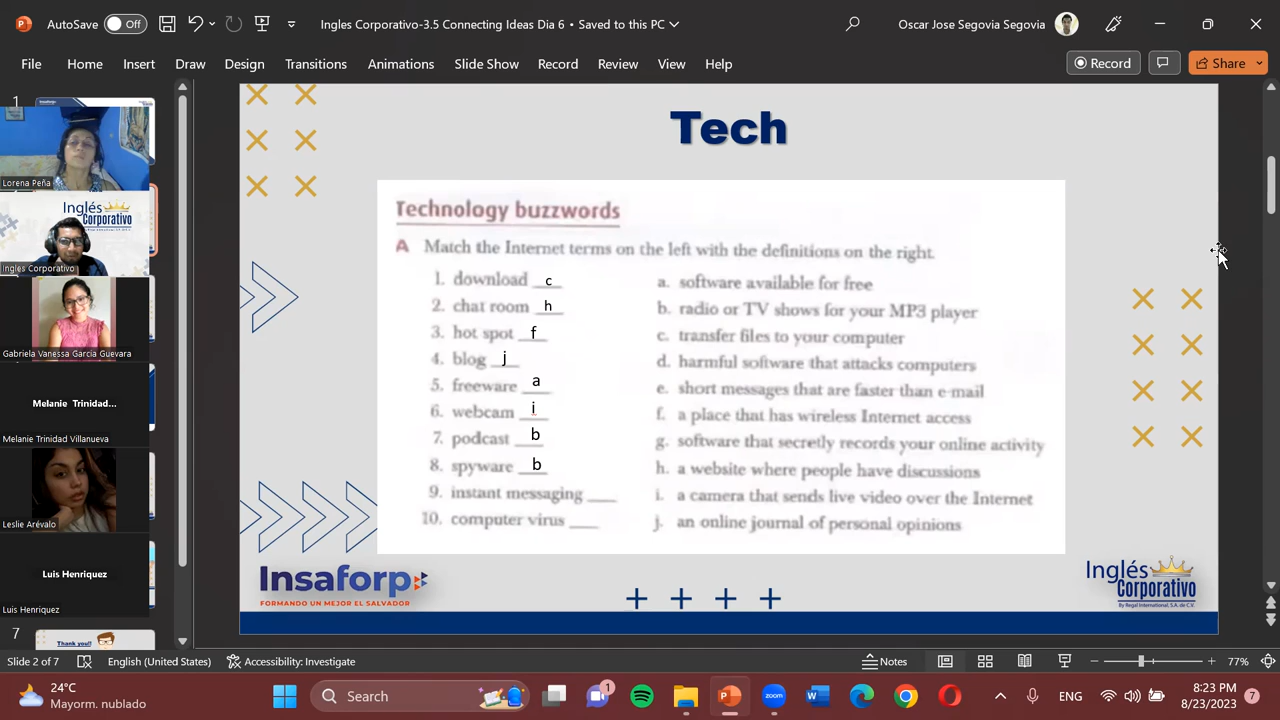 AutoSave Off Ingles Corporativo-3.5 Connecting Ideas Dia 6 • Saved to this PC Oscar Jose Segovia Segovia
File Home Insert Draw Design Transitions Animations Slide Show Record Review View Help Record Share
1
Lorena Peña
Inglés Corporativo
Ingles Corporativo
Gabriela Vanessa Garcia Guevara
Melanie Trinidad...
Melanie Trinidad Villanueva
Leslie Arévalo
Luis Henriquez
Luis Henriquez
7
Thank you!!
Tech
Technology buzzwords
A Match the Internet terms on the left with the definitions on the right.
1. download c
2. chat room h
3. hot spot f
4. blog j
5. freeware a
6. webcam i
7. podcast b
8. spyware b
9. instant messaging
10. computer virus
a. software available for free
b. radio or TV shows for your MP3 player
c. transfer files to your computer
d. harmful software that attacks computers
e. short messages that are faster than e-mail
f. a place that has wireless Internet access
g. software that secretly records your online activity
h. a website where people have discussions
i. a camera that sends live video over the Internet
j. an online journal of personal opinions
Insaforp
FORMANDO UN MEJOR EL SALVADOR
Inglés
Corporativo
By Regal International, S.A. de C.V.
Slide 2 of 7 English (United States) Accessibility: Investigate Notes 77%
24°C
Mayorm. nublado
Search
1
zoom
ENG
8:23 PM
8/23/2023
7